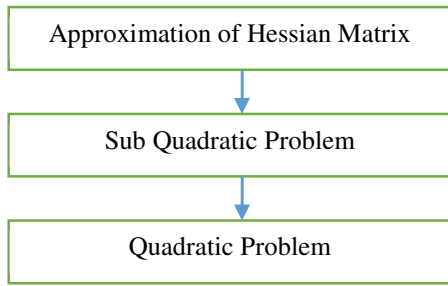 Approximation of Hessian Matrix
Sub Quadratic Problem
Quadratic Problem